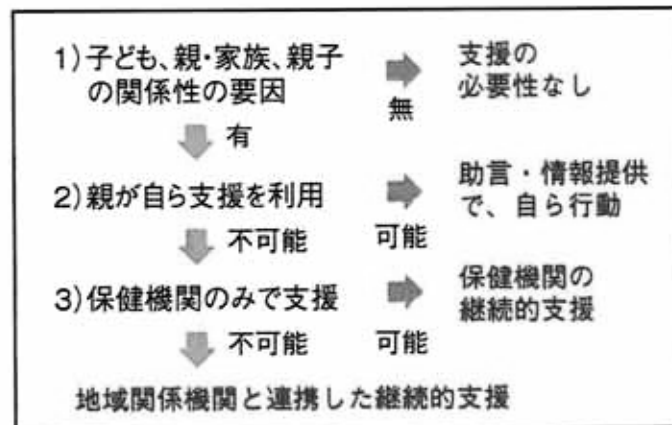 1)子ども、親・家族、親子
の関係性の要因
支援の
必要性なし
無
有
2)親が自ら支援を利用
助言・情報提供
で、自ら行動
不可能
可能
3)保健機関のみで支援
保健機関の
継続的支援
不可能
可能
地域関係機関と連携した継続的支援